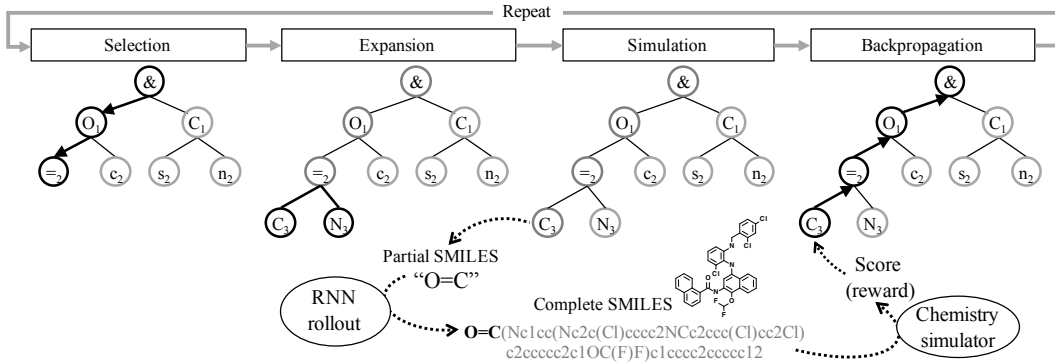 Repeat
Selection Expansion Simulation Backpropagation
& & & &
O₁ C₁ O₁ C₁ O₁ C₁ O₁ C₁
=₂ c₂ s₂ n₂ =₂ c₂ s₂ n₂ =₂ c₂ s₂ n₂ =₂ c₂ s₂ n₂
C₃ N₃ C₃ N₃ C₃ N₃
Partial SMILES
“O=C”
RNN
rollout
Cl
N
Cl
Cl
N
O
N
O
F
F
Complete SMILES
O=C(Nc1cc(Nc2c(Cl)cccc2NCc2ccc(Cl)cc2Cl)
c2ccccc2c1OC(F)F)c1cccc2ccccc12
Score
(reward)
Chemistry
simulator